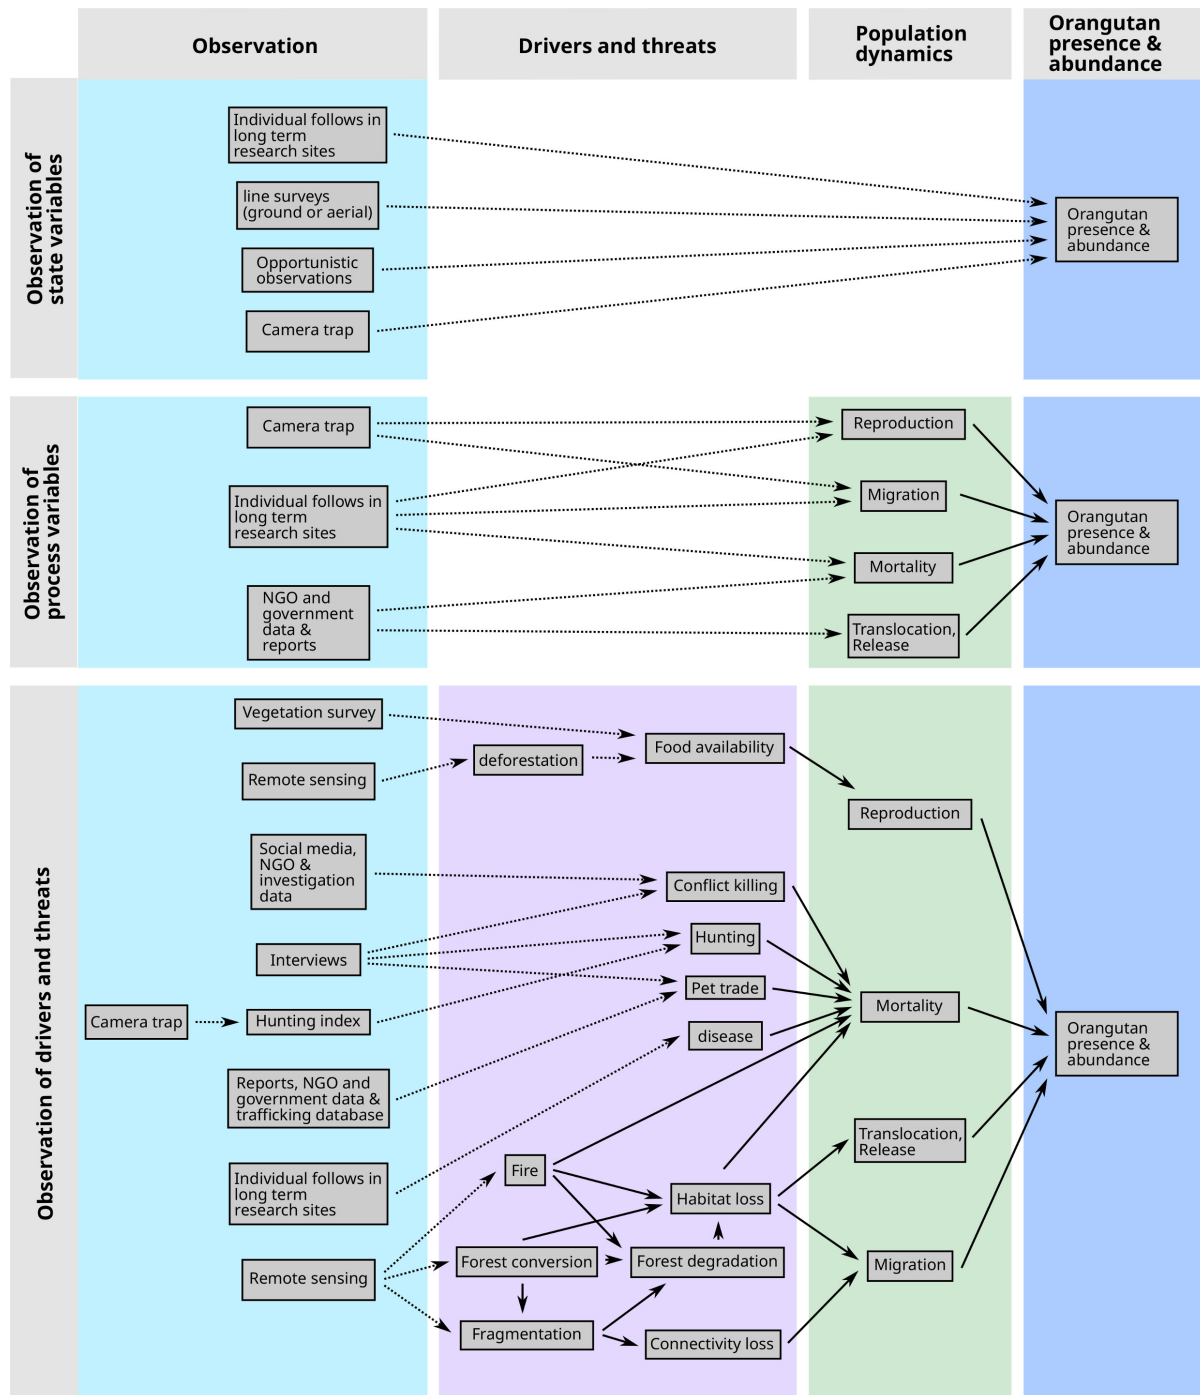 Observation
Drivers and threats
Population
dynamics
Orangutan
presence &
abundance
Observation of
state variables
Individual follows in
long term
research sites
line surveys
(ground or aerial)
Opportunistic
observations
Camera trap
Orangutan
presence &
abundance
Observation of
process variables
Camera trap
Individual follows in
long term
research sites
NGO and
government
data &
reports
Reproduction
Migration
Mortality
Translocation,
Release
Orangutan
presence &
abundance
Observation of drivers and threats
Vegetation survey
Remote sensing
Social media,
NGO &
investigation
data
Interviews
Camera trap
Hunting index
Reports, NGO and
government data &
trafficking database
Individual follows in
long term
research sites
Remote sensing
deforestation
Food availability
Conflict killing
Hunting
Pet trade
disease
Fire
Habitat loss
Forest conversion
Forest degradation
Fragmentation
Connectivity loss
Reproduction
Mortality
Translocation,
Release
Migration
Orangutan
presence &
abundance